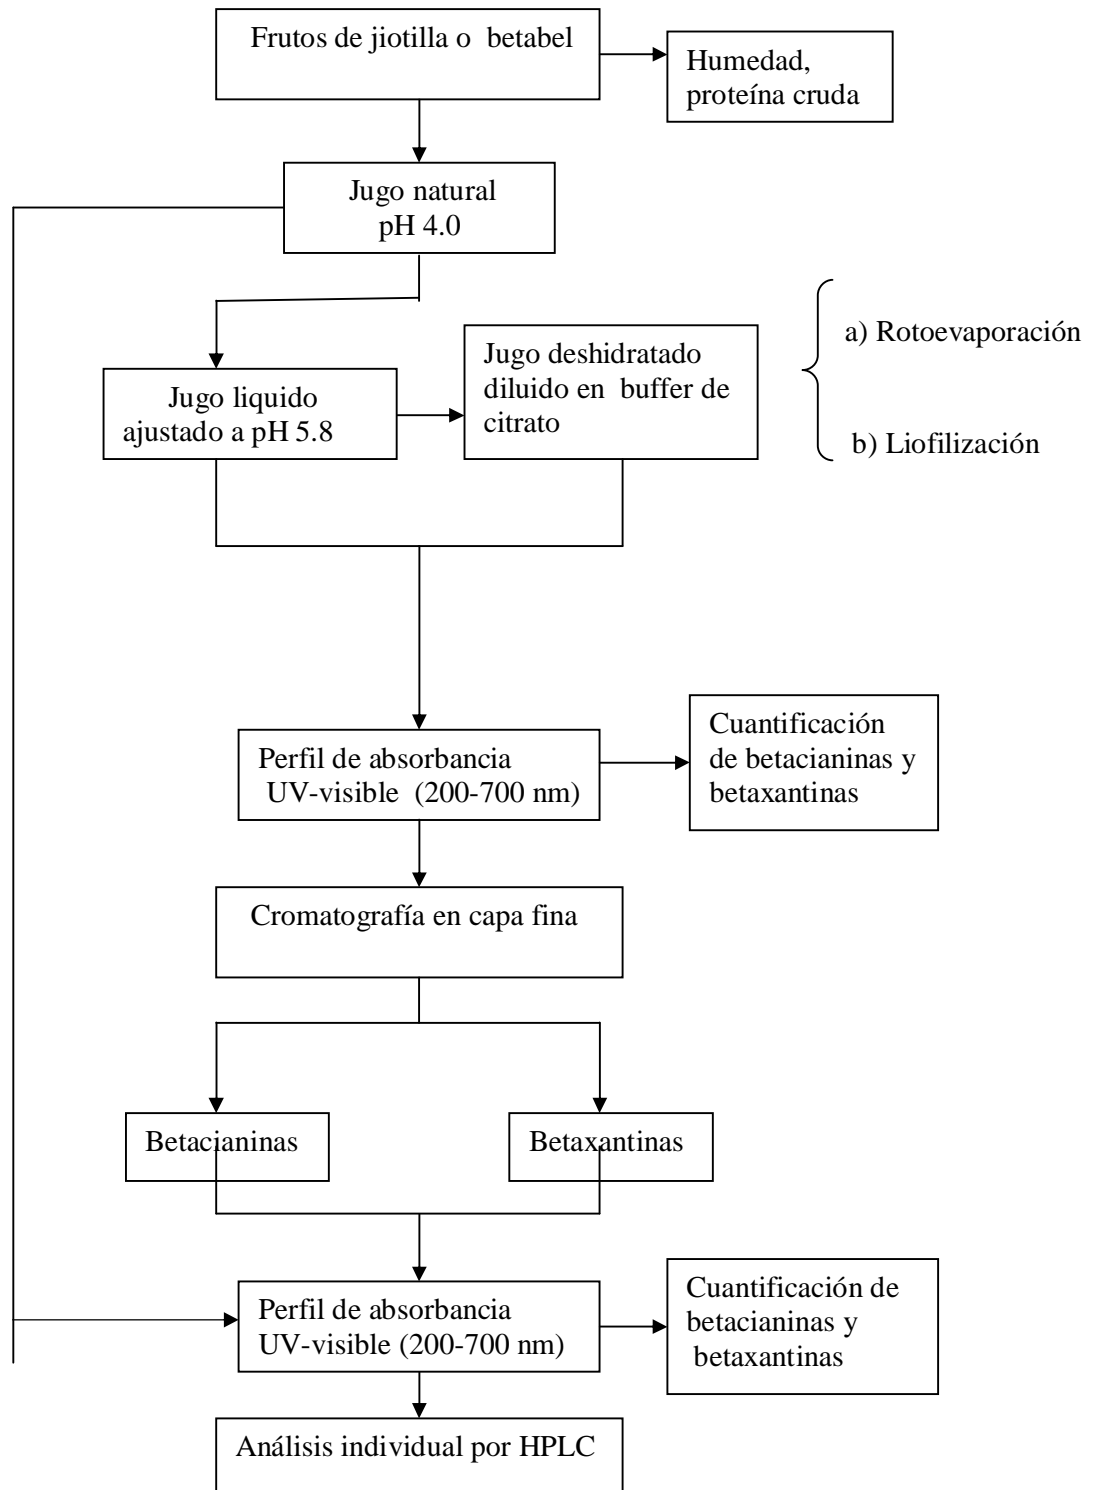 Frutos de jiotilla o betabel
Humedad,
proteína cruda
Jugo natural
pH 4.0
Jugo liquido
ajustado a pH 5.8
Jugo deshidratado
diluido en buffer de
citrato
a) Rotoevaporación
b) Liofilización
Perfil de absorbancia
UV-visible (200-700 nm)
Cuantificación
de betacianinas y
betaxantinas
Cromatografía en capa fina
Betacianinas
Betaxantinas
Perfil de absorbancia
UV-visible (200-700 nm)
Cuantificación de
betacianinas y
betaxantinas
Análisis individual por HPLC